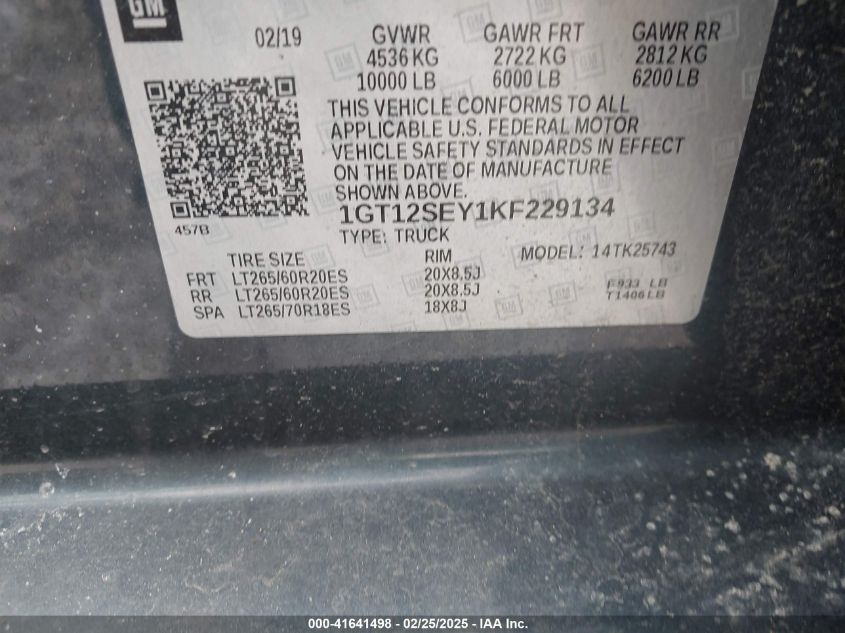 GM
02/19 GVWR GAWR FRT GAWR RR
4536 KG 2722 KG 2812 KG
10000 LB 6000 LB 6200 LB
THIS VEHICLE CONFORMS TO ALL
APPLICABLE U.S. FEDERAL MOTOR
VEHICLE SAFETY STANDARDS IN EFFECT
ON THE DATE OF MANUFACTURE
SHOWN ABOVE.
457B
1GT12SEY1KF229134
TYPE: TRUCK
TIRE SIZE RIM MODEL: 14TK25743
FRT LT265/60R20ES 20X8.5J
RR LT265/60R20ES 20X8.5J F933 LB
SPA LT265/70R18ES 18X8J T1406LB
000-41641498 - 02/25/2025 - IAA Inc.